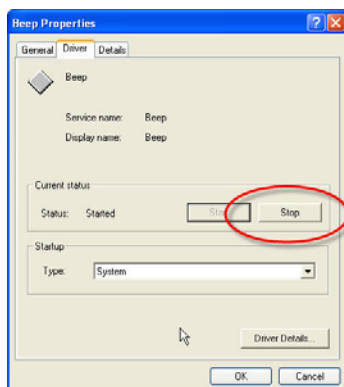 Beep Properties
General Driver Details
Beep
Service name: Beep
Display name: Beep
Current status
Status: Started Start Stop
Startup
Type: System
Driver Details...
OK Cancel